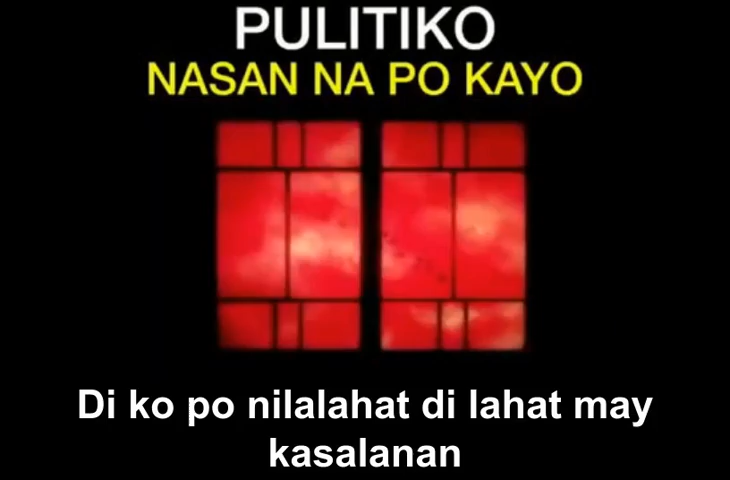 PULITIKO
NASAN NA PO KAYO
Di ko po nilalahat di lahat may
kasalanan